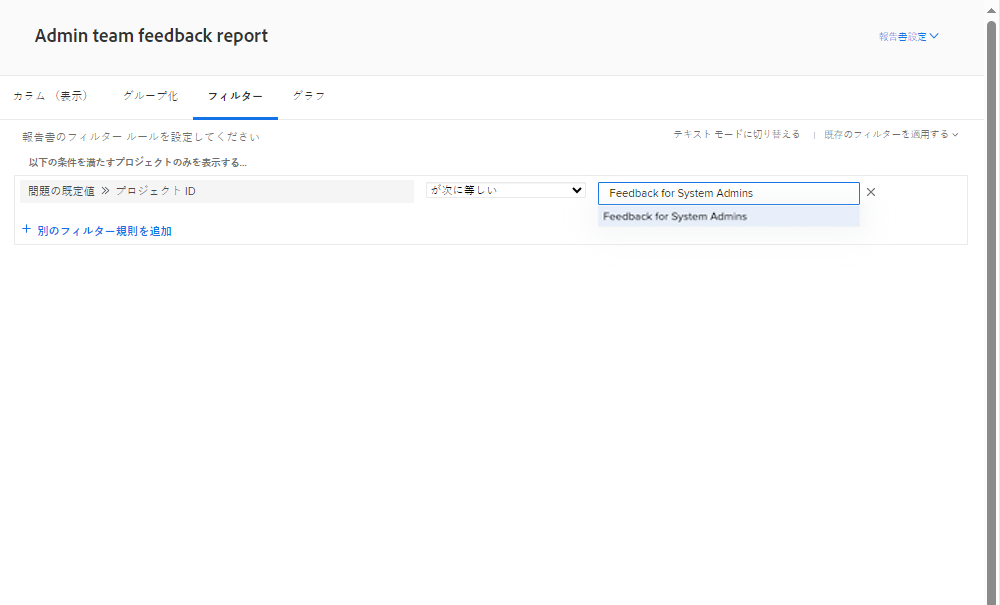 Admin team feedback report
報告書設定
カラム （表示） グループ化 フィルター グラフ
報告書のフィルター ルールを設定してください テキスト モードに切り替える | 既存のフィルターを適用する
以下の条件を満たすプロジェクトのみを表示する...
問題の既定値 » プロジェクト ID が次に等しい Feedback for System Admins
Feedback for System Admins
+ 別のフィルター規則を追加